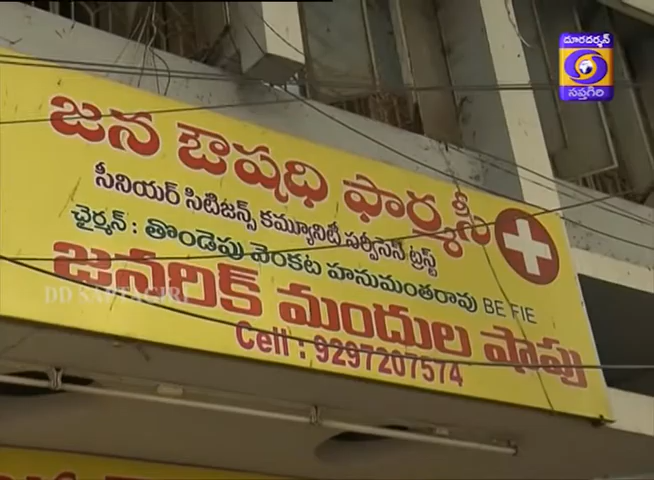 దూరదర్శన్
సప్తగిరి
జన ఔషధి ఫార్మసీ
సీనియర్ సిటిజన్స్ కమ్యూనిటీ సర్వీసెస్ ట్రస్ట్
ఛైర్మన్ : తొండెపు వెంకట హనుమంతరావు BE FIE
జనరిక్ మందుల షాపు
DD SAPTAGIRI
Cell : 9297207574